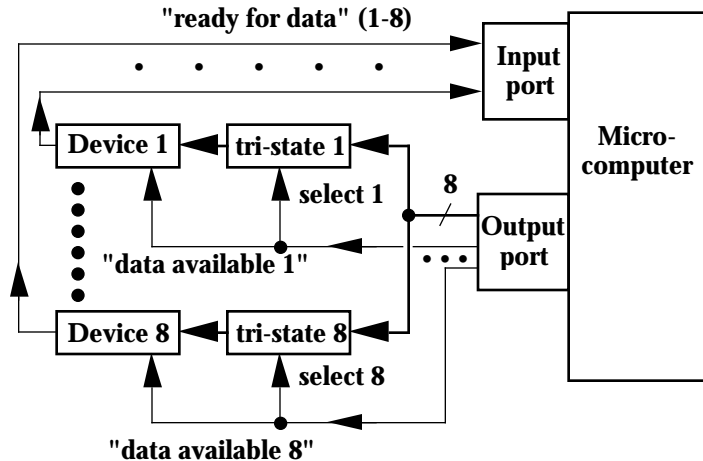 "ready for data" (1-8)
Input
port
Micro-
computer
Device 1
tri-state 1
select 1
8
Output
port
"data available 1"
Device 8
tri-state 8
select 8
"data available 8"